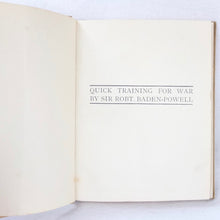 QUICK TRAINING FOR WAR
BY SIR ROBT. BADEN-POWELL